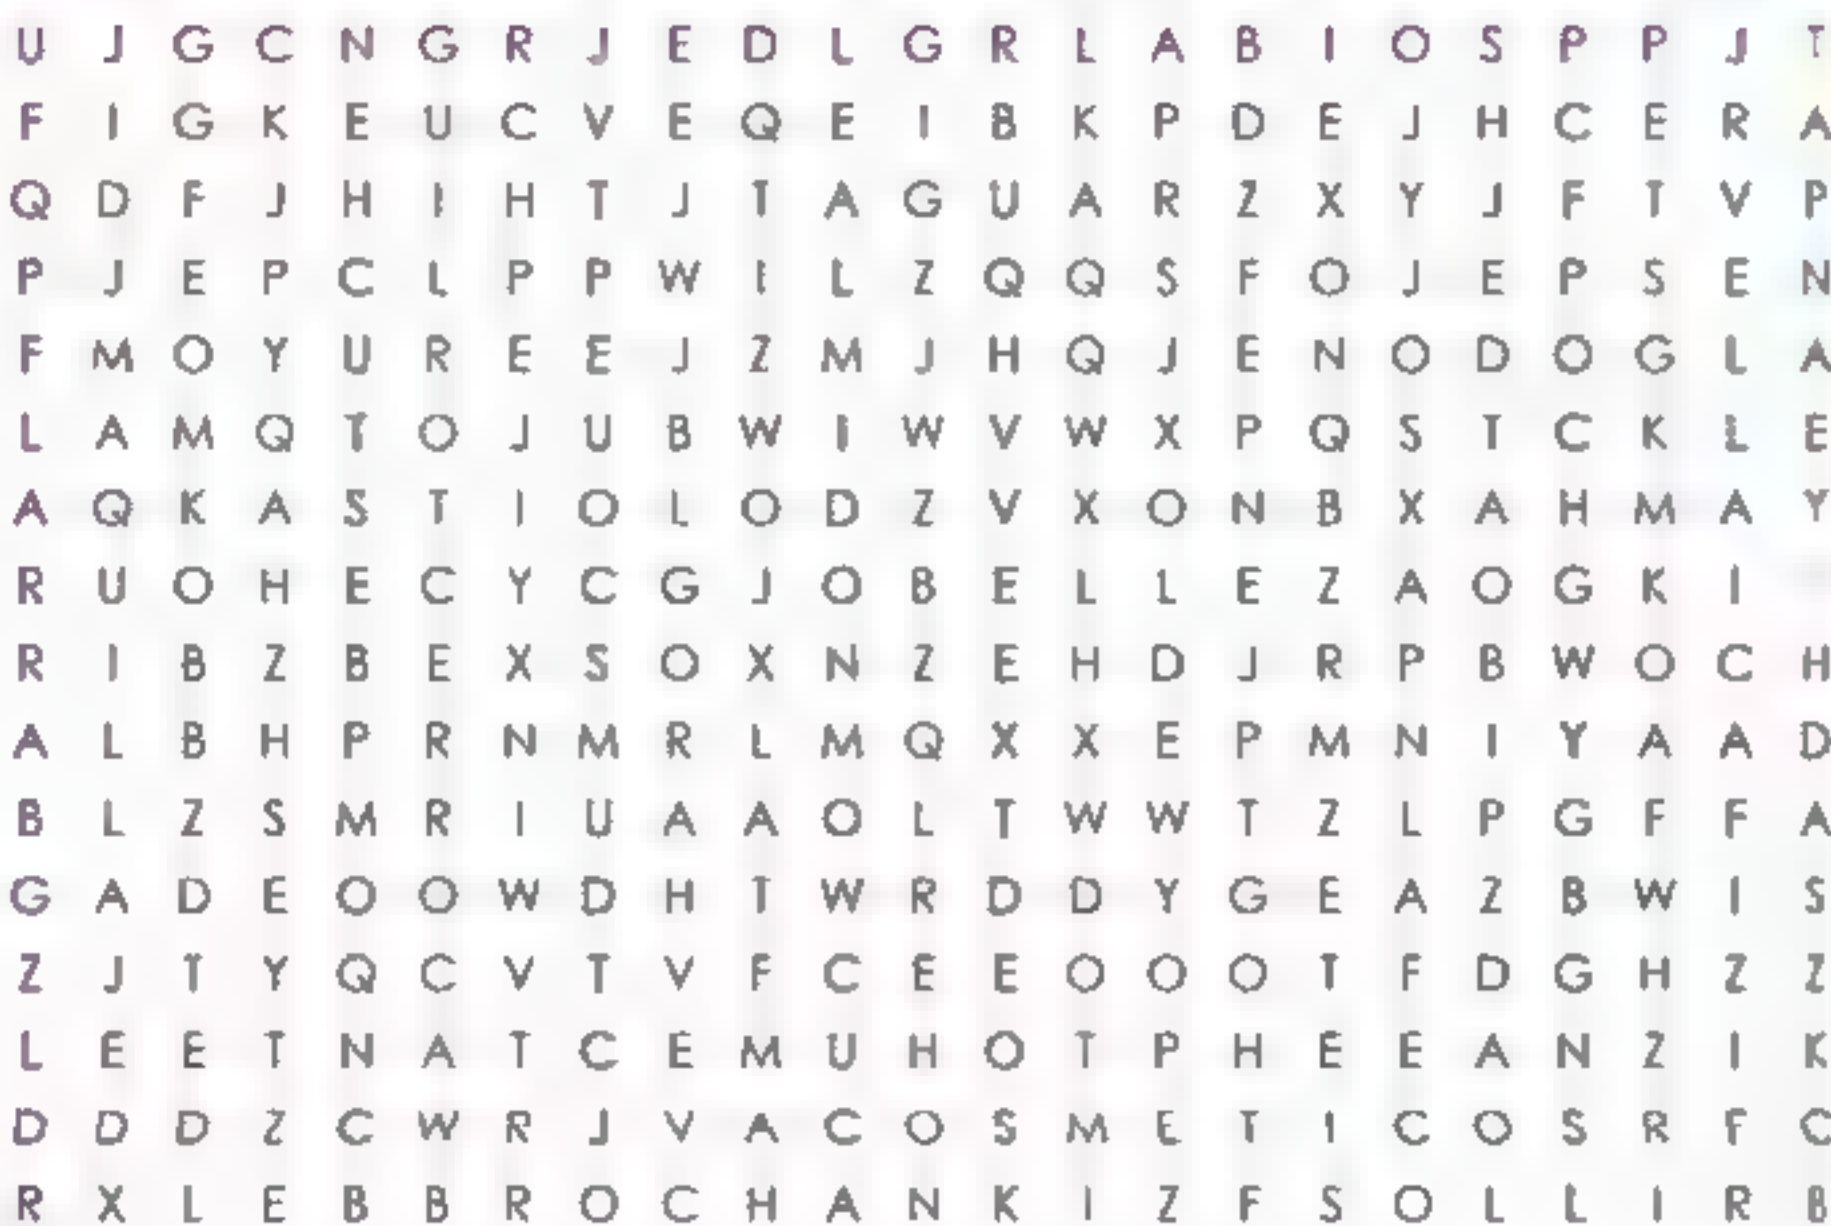 U J G C N G R J E D L G R L A B I O S P P J T
F I G K E U C V E Q E I B K P D E J H C E R A
Q D F J H I H T J T A G U A R Z X Y J F T V P
P J E P C L P P W I L Z Q Q S F O J E P S E N
F M O Y U R E E J Z M J H Q J E N O D O G L A
L A M Q T O J U B W I W V W X P Q S T C K L E
A Q K A S T I O L O D Z V X O N B X A H M A Y
R U O H E C Y C G J O B E L L E Z A O G K I
R I B Z B E X S O X N Z E H D J R P B W O C H
A L B H P R N M R L M Q X X E P M N I Y A A D
B L Z S M R I U A A O L T W W T Z L P G F F A
G A D E O O W D H T W R D D Y G E A Z B W I S
Z J T Y Q C V T V F C E E O O O T F D G H Z Z
L E E T N A T C E M U H O T P H E E A N Z I K
D D D Z C W R J V A C O S M E T I C O S R F C
R X L E B B R O C H A N K I Z F S O L L I R B